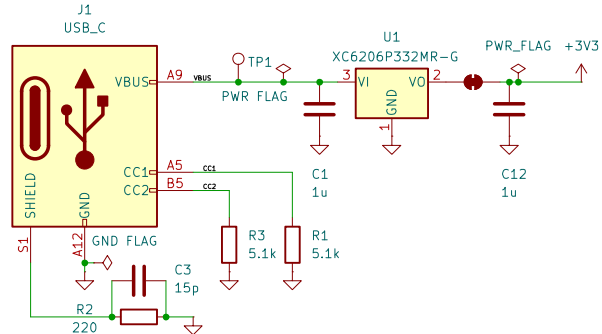 J1
USB_C
U1
XC6206P332MR-G
PWR_FLAG
+3V3
TP1
VBUS
A9
VBUS
PWR FLAG
3
VI
VO
2
GND
1
C1
1u
C12
1u
CC1
A5
CC1
CC2
B5
CC2
SHIELD
GND
S1
A12
GND FLAG
R3
5.1k
R1
5.1k
C3
15p
R2
220